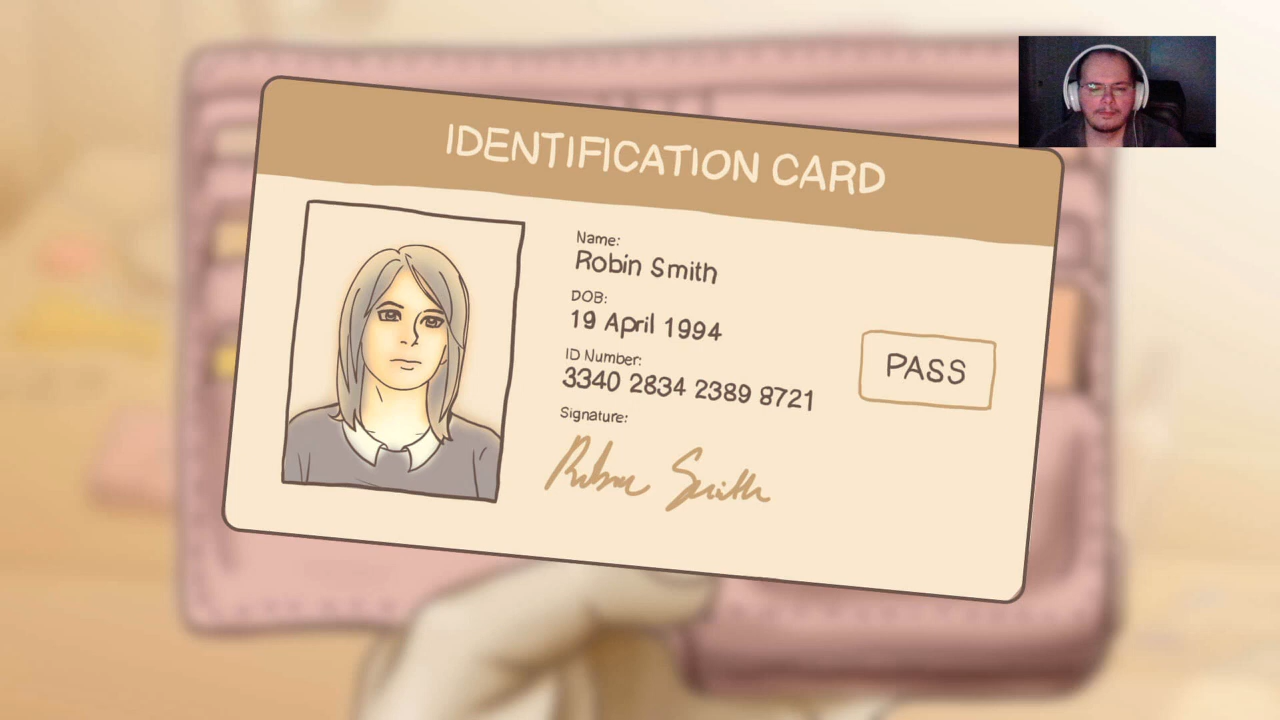 IDENTIFICATION CARD
Name:
Robin Smith
DOB:
19 April 1994
ID Number:
3340 2834 2389 8721
PASS
Signature:
Robin Smith